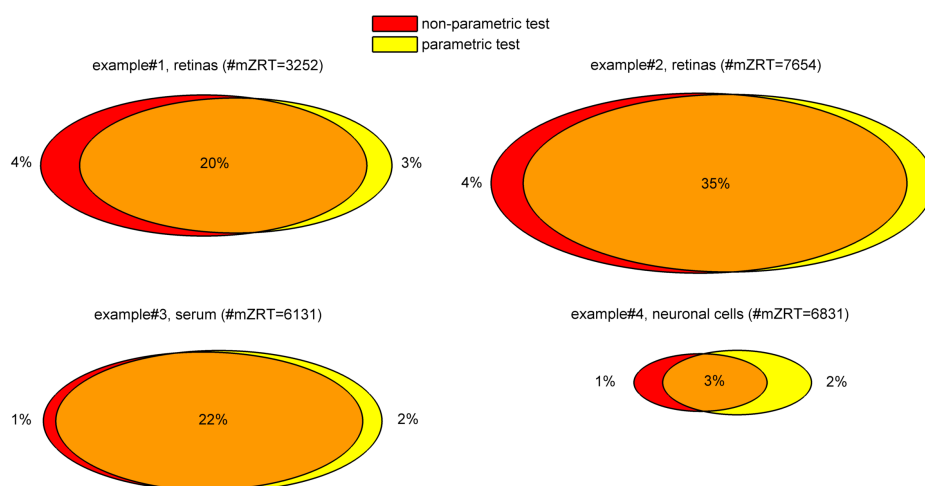 non-parametric test
parametric test
example#1, retinas (#mZRT=3252)
example#2, retinas (#mZRT=7654)
4%
20%
3%
4%
35%
example#3, serum (#mZRT=6131)
example#4, neuronal cells (#mZRT=6831)
1%
22%
2%
1%
3%
2%